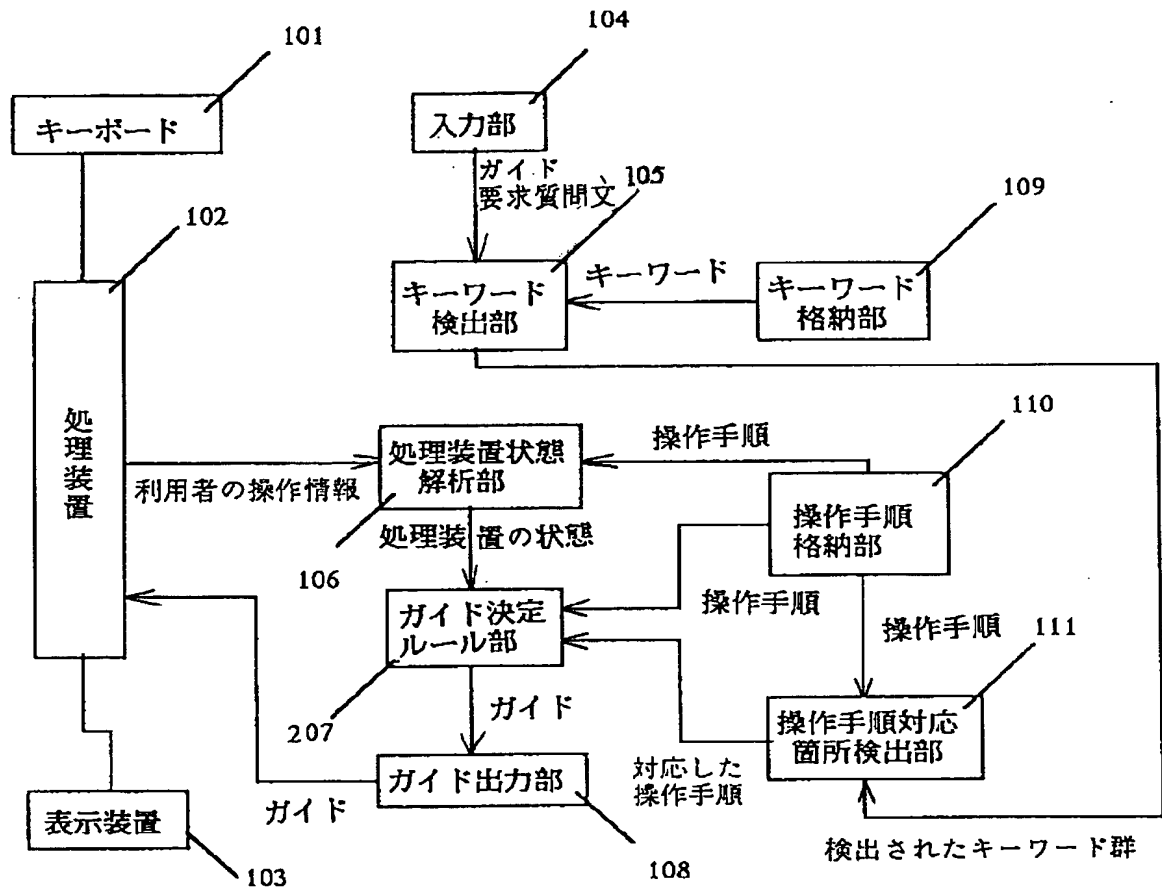 101
キーボード
104
入力部
ガイド
要求質問文
105
109
102
キーワード
検出部
キーワード
キーワード
格納部
処理装置
110
処理装置状態
解析部
操作手順
利用者の操作情報
操作手順
格納部
処理装置の状態
106
操作手順
操作手順
111
ガイド決定
ルール部
207
ガイド
操作手順対応
箇所検出部
ガイド出力部
対応した
操作手順
ガイド
表示装置
103
108
検出されたキーワード群